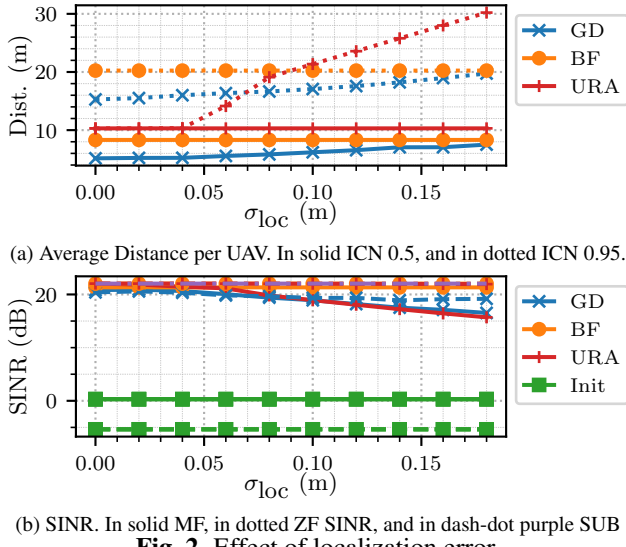 30
20
10
Dist. (m)
0.00 0.05 0.10 0.15
σloc (m)
GD
BF
URA
(a) Average Distance per UAV. In solid ICN 0.5, and in dotted ICN 0.95.
20
0
SINR (dB)
0.00 0.05 0.10 0.15
σloc (m)
GD
BF
URA
Init
(b) SINR. In solid MF, in dotted ZF SINR, and in dash-dot purple SUB
Fig. 2. Effect of localization error